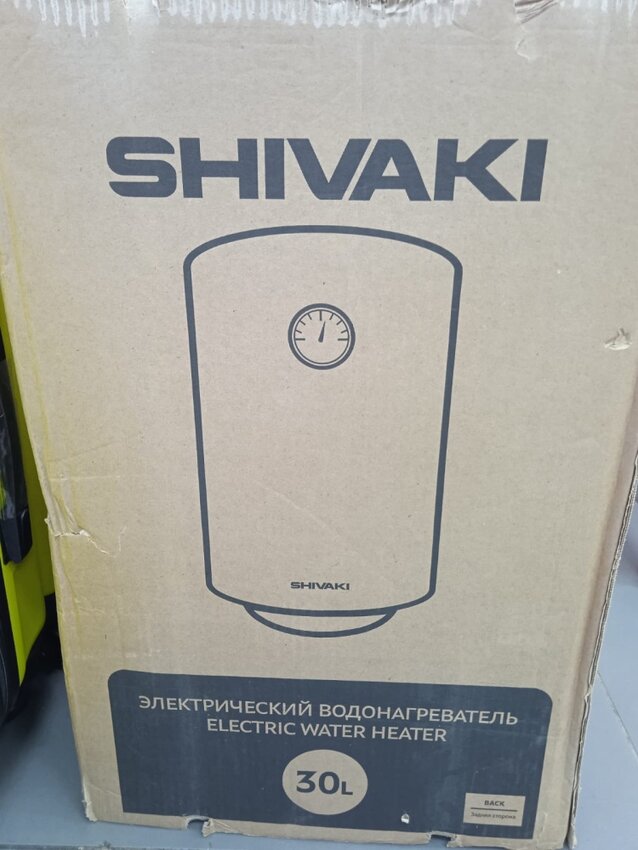 SHIVAKI
SHIVAKI
ЭЛЕКТРИЧЕСКИЙ ВОДОНАГРЕВАТЕЛЬ
ELECTRIC WATER HEATER
30L
BACK
Задняя сторона